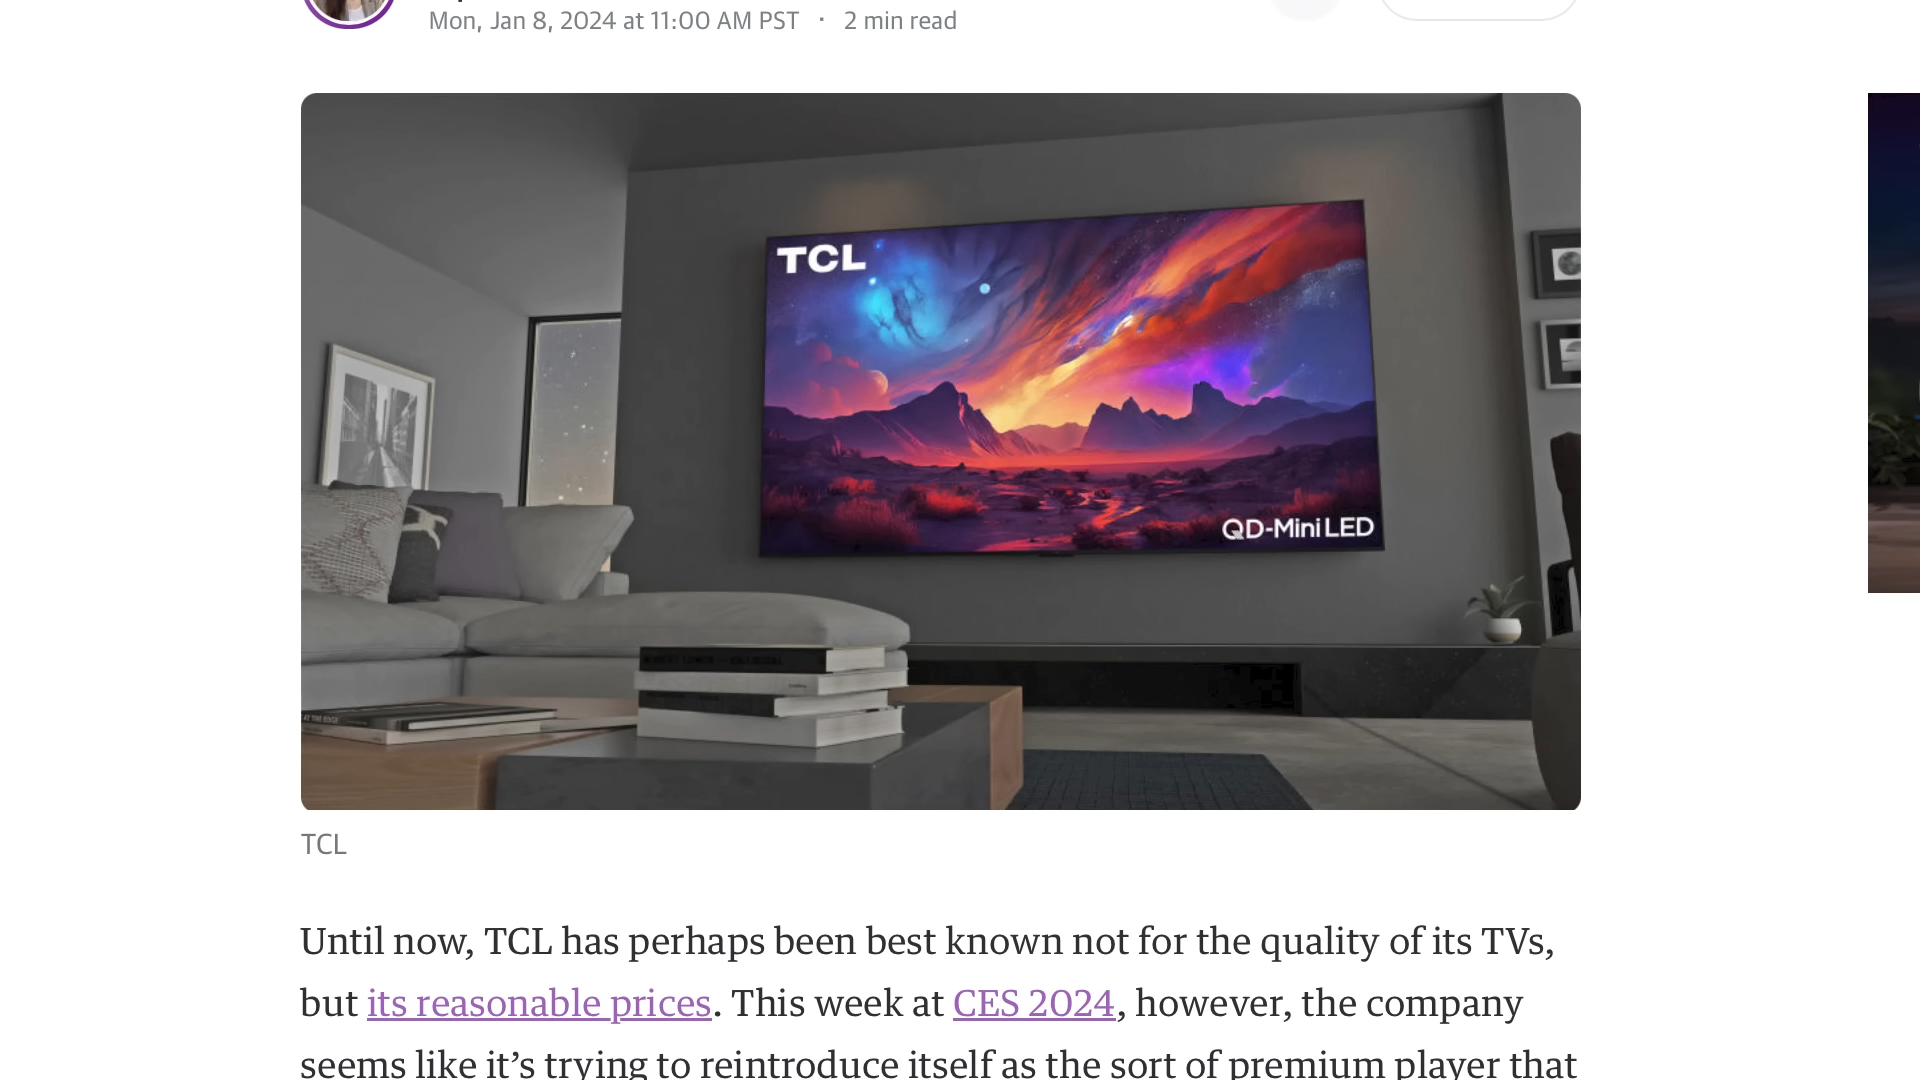 Mon, Jan 8, 2024 at 11:00 AM PST · 2 min read
TCL
QD-Mini LED
AT THE EDGE
TCL
Until now, TCL has perhaps been best known not for the quality of its TVs,
but its reasonable prices. This week at CES 2024, however, the company
seems like it’s trying to reintroduce itself as the sort of premium player that